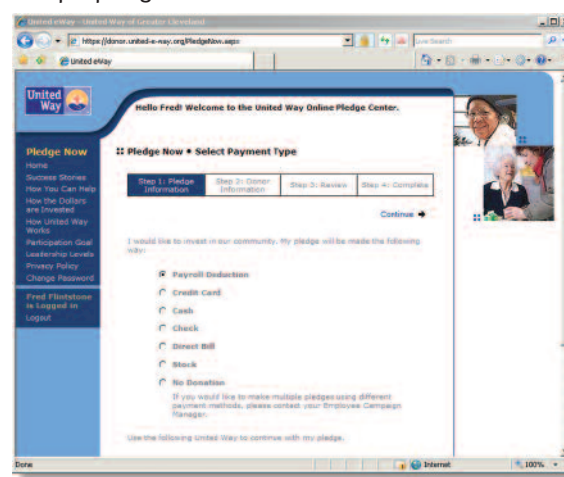 United eWay - United Way of Greater Cleveland
https://donor.united-e-way.org/PledgeNow.aspx
Live Search
United eWay
United
Way
Hello Fred! Welcome to the United Way Online Pledge Center.
Pledge Now
Home
Success Stories
How You Can Help
How the Dollars
are Invested
How United Way
Works
Participation Goal
Leadership Levels
Privacy Policy
Change Password
Fred Flintstone
is Logged in
Logout
Pledge Now • Select Payment Type
Step 1: Pledge
Information
Step 2: Donor
Information
Step 3: Review
Step 4: Complete
Continue
I would like to invest in our community. My pledge will be made the following
way:
Payroll Deduction
Credit Card
Cash
Check
Direct Bill
Stock
No Donation
If you would like to make multiple pledges using different
payment methods, please contact your Employee Campaign
Manager.
Use the following United Way to continue with my pledge.
Done
Internet
100%